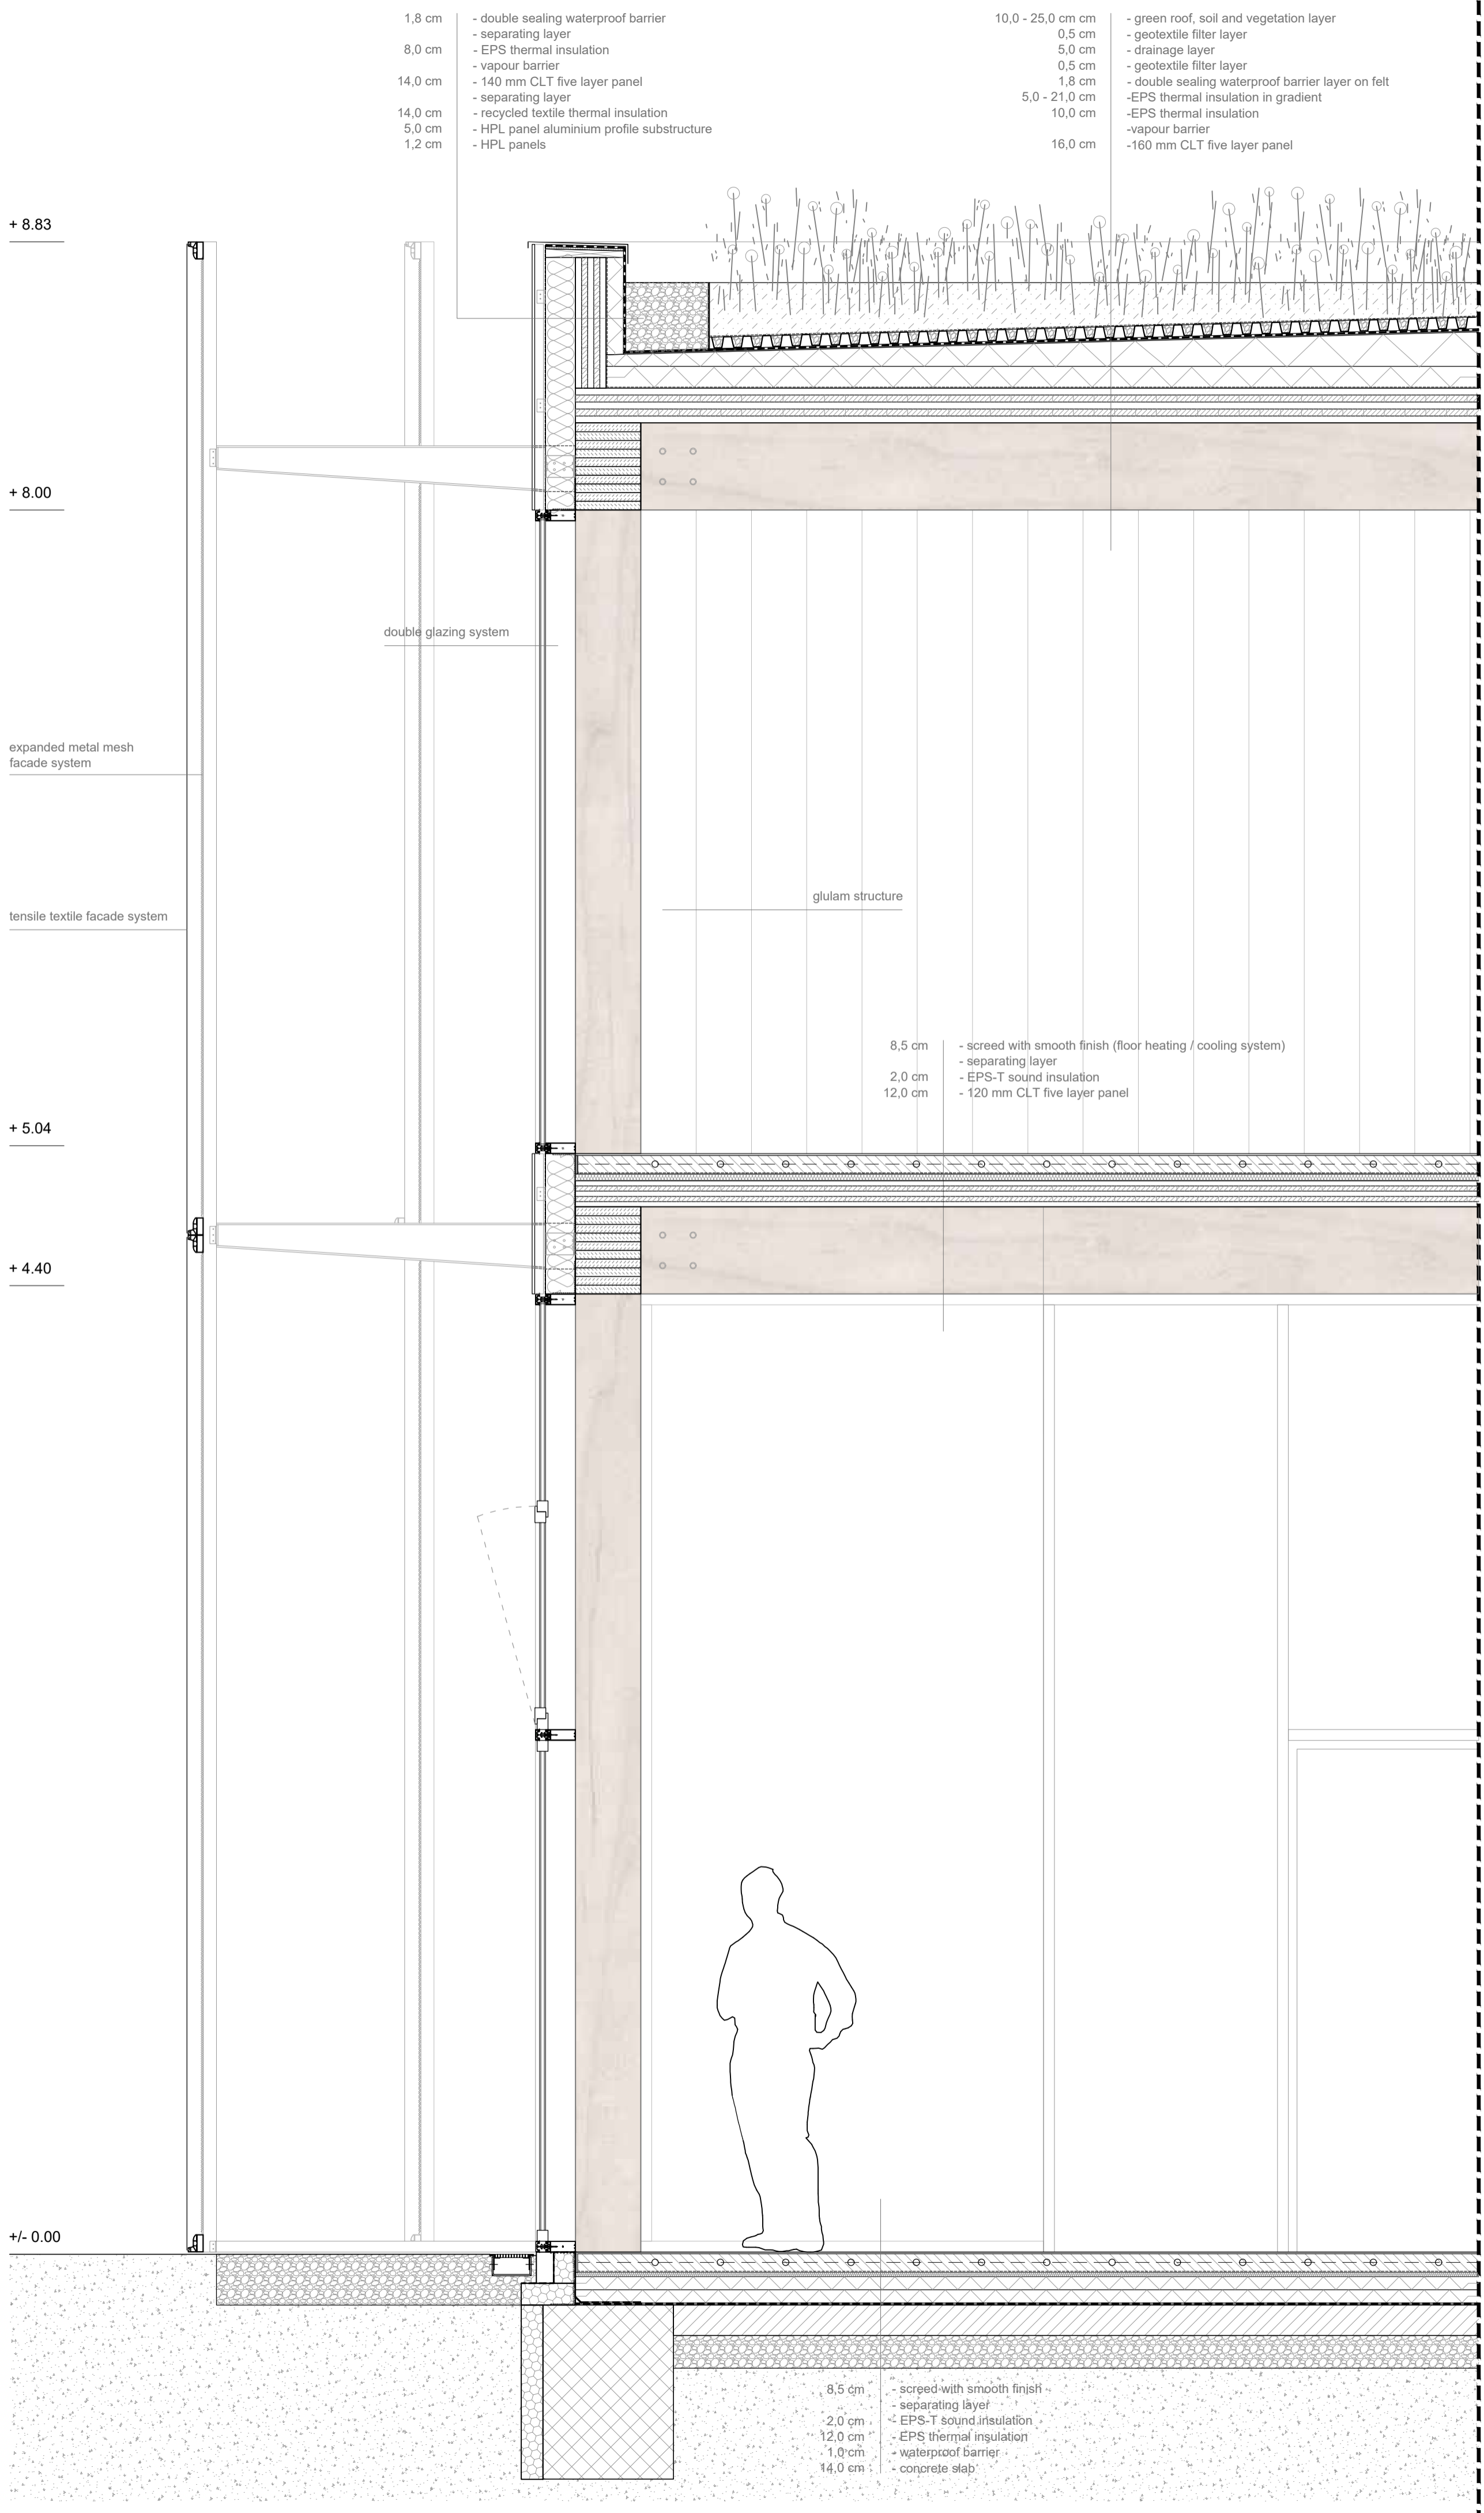 1,8 cm - double sealing waterproof barrier
- separating layer
8,0 cm - EPS thermal insulation
- vapour barrier
14,0 cm - 140 mm CLT five layer panel
- separating layer
14,0 cm - recycled textile thermal insulation
5,0 cm - HPL panel aluminium profile substructure
1,2 cm - HPL panels
10,0 - 25,0 cm cm - green roof, soil and vegetation layer
0,5 cm - geotextile filter layer
5,0 cm - drainage layer
0,5 cm - geotextile filter layer
1,8 cm - double sealing waterproof barrier layer on felt
5,0 - 21,0 cm -EPS thermal insulation in gradient
10,0 cm -EPS thermal insulation
-vapour barrier
16,0 cm -160 mm CLT five layer panel
+ 8.83
+ 8.00
double glazing system
expanded metal mesh
facade system
glulam structure
tensile textile facade system
8,5 cm - screed with smooth finish (floor heating / cooling system)
- separating layer
2,0 cm - EPS-T sound insulation
12,0 cm - 120 mm CLT five layer panel
+ 5.04
+ 4.40
+/- 0.00
8,5 cm - screed with smooth finish
- separating layer
2,0 cm - EPS-T sound insulation
12,0 cm - EPS thermal insulation
1,0 cm - waterproof barrier
14,0 cm - concrete slab